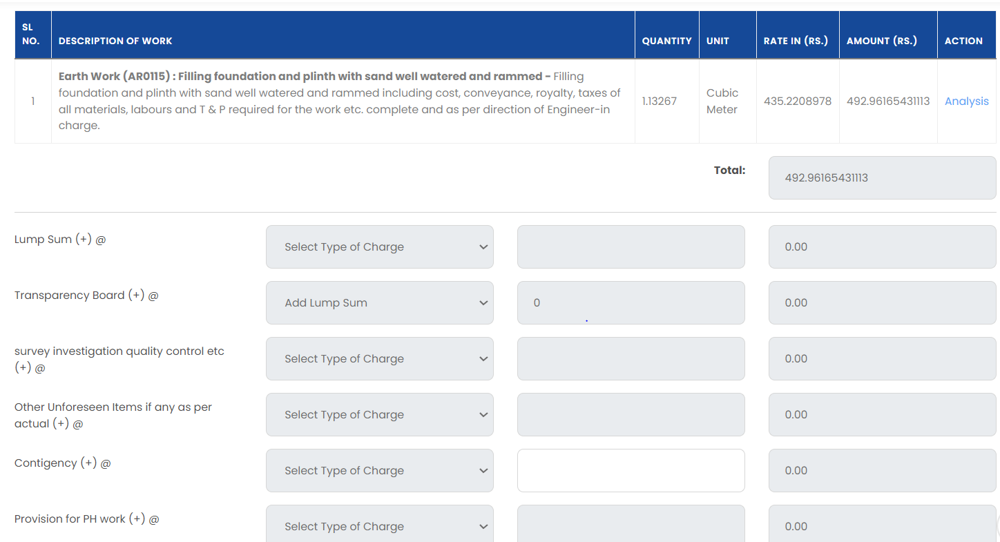 SL
NO.
DESCRIPTION OF WORK
QUANTITY
UNIT
RATE IN (RS.)
AMOUNT (RS.)
ACTION
1
Earth Work (AR0115) : Filling foundation and plinth with sand well watered and rammed - Filling
foundation and plinth with sand well watered and rammed including cost, conveyance, royalty, taxes of
all materials, labours and T & P required for the work etc. complete and as per direction of Engineer-in
charge.
1.13267
Cubic
Meter
435.2208978
492.96165431113
Analysis
Total:
492.96165431113
Lump Sum (+) @
Select Type of Charge
0.00
Transparency Board (+) @
Add Lump Sum
0
0.00
survey investigation quality control etc
(+) @
Select Type of Charge
0.00
Other Unforeseen Items if any as per
actual (+) @
Select Type of Charge
0.00
Contigency (+) @
Select Type of Charge
0.00
Provision for PH work (+) @
Select Type of Charge
0.00